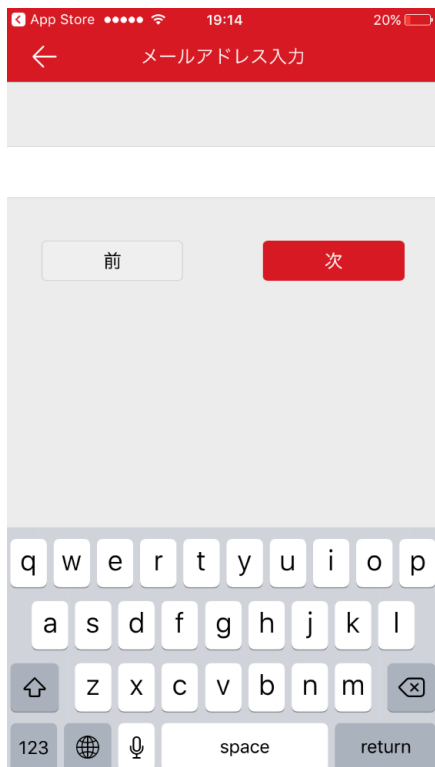 App Store 19:14 20%
メールアドレス入力
前 次
q w e r t y u i o p
a s d f g h j k l
z x c v b n m
123 space return